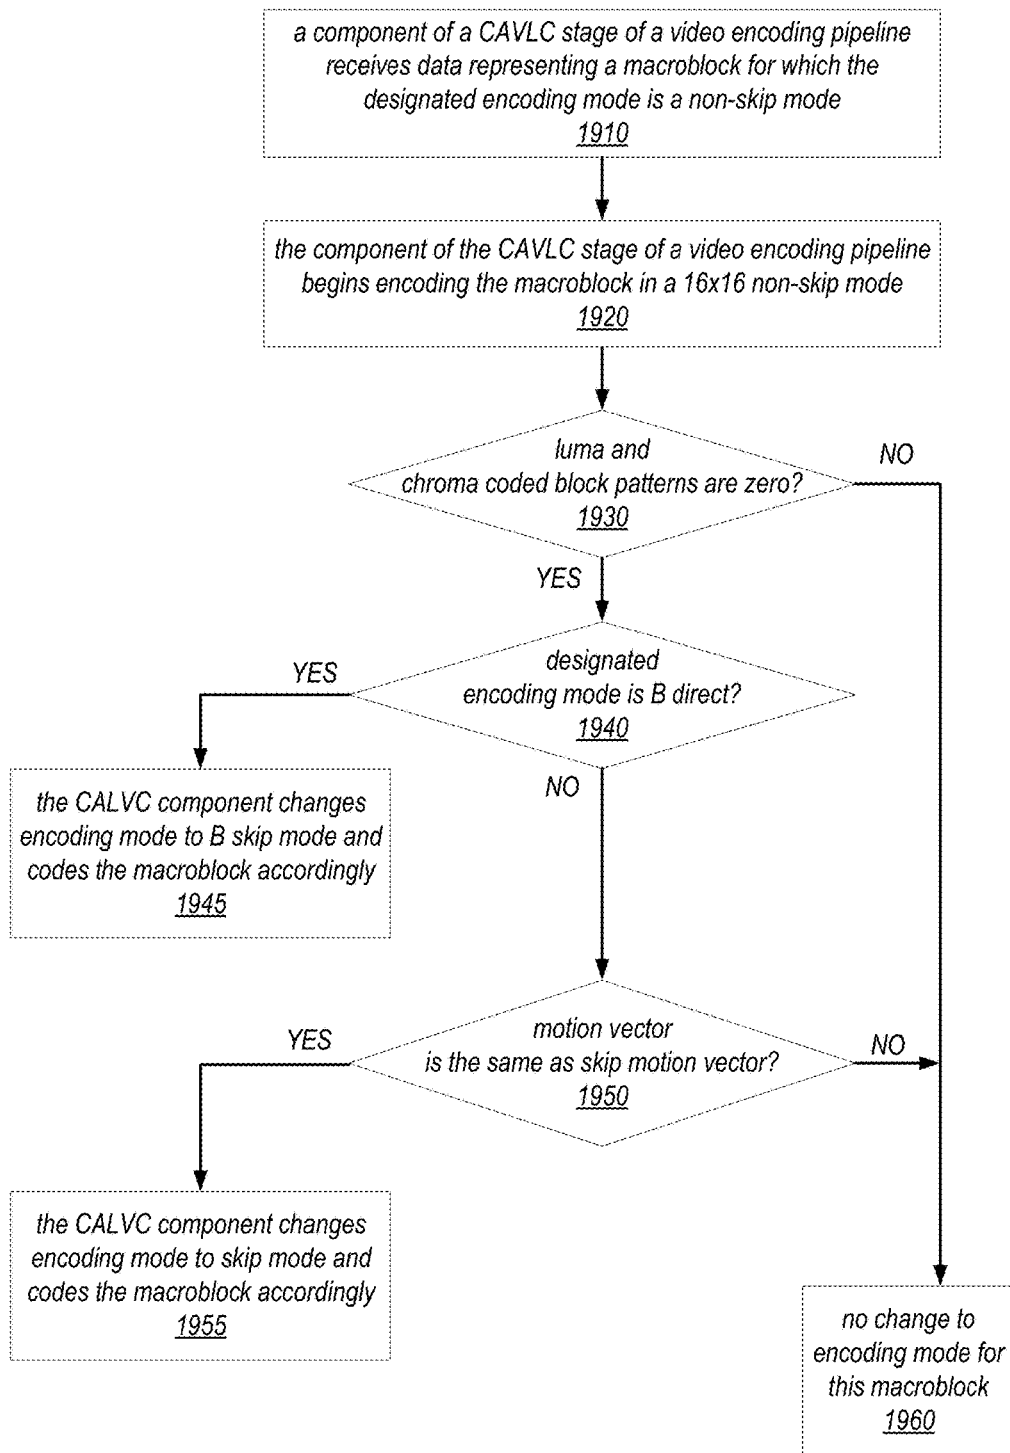 a component of a CAVLC stage of a video encoding pipeline
receives data representing a macroblock for which the
designated encoding mode is a non-skip mode
1910
the component of the CAVLC stage of a video encoding pipeline
begins encoding the macroblock in a 16x16 non-skip mode
1920
luma and
chroma coded block patterns are zero?
1930
NO
YES
designated
encoding mode is B direct?
1940
YES
NO
the CALVC component changes
encoding mode to B skip mode and
codes the macroblock accordingly
1945
motion vector
is the same as skip motion vector?
1950
YES
NO
the CALVC component changes
encoding mode to skip mode and
codes the macroblock accordingly
1955
no change to
encoding mode for
this macroblock
1960